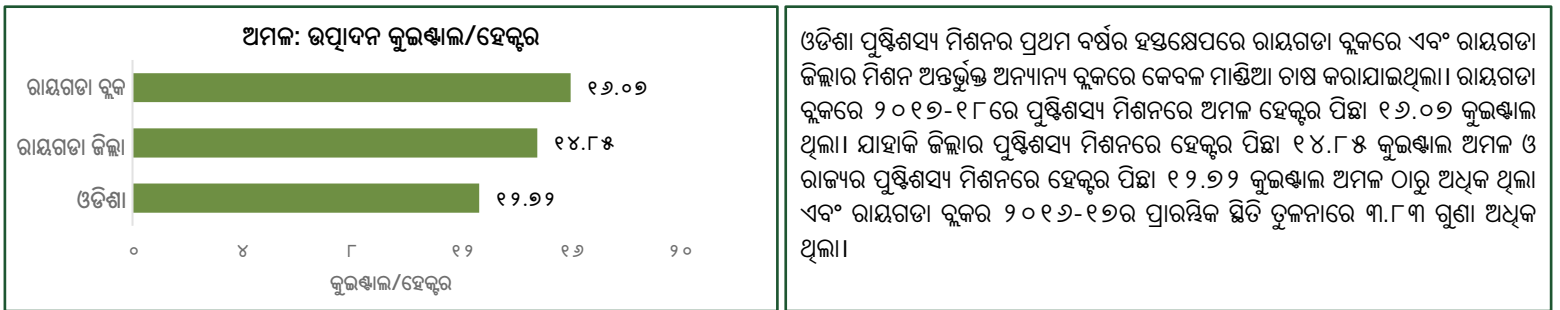 ଅମଳ: ଉତ୍ପାଦନ କୁଇଣ୍ଟାଲ/ହେକ୍ଟର
ରାୟଗଡା ବ୍ଲକ
୧୬.୦୭
ରାୟଗଡା ଜିଲ୍ଲା
୧୪.୮୫
ଓଡିଶା
୧୨.୭୨
୦ ୪ ୮ ୧୨ ୧୬ ୨୦
କୁଇଣ୍ଟାଲ/ହେକ୍ଟର
ଓଡିଶା ପୁଷ୍ଟିଶସ୍ୟ ମିଶନର ପ୍ରଥମ ବର୍ଷର ହସ୍ତକ୍ଷେପରେ ରାୟଗଡା ବ୍ଲକରେ ଏବଂ ରାୟଗଡା
ଜିଲ୍ଲାର ମିଶନ ଅନ୍ତର୍ଭୁକ୍ତ ଅନ୍ୟାନ୍ୟ ବ୍ଲକରେ କେବଳ ମାଣ୍ଡିଆ ଚାଷ କରାଯାଇଥିଲା। ରାୟଗଡା
ବ୍ଲକରେ ୨୦୧୭-୧୮ରେ ପୁଷ୍ଟିଶସ୍ୟ ମିଶନରେ ଅମଳ ହେକ୍ଟର ପିଛା ୧୬.୦୭ କୁଇଣ୍ଟାଲ
ଥିଲା। ଯାହାକି ଜିଲ୍ଲାର ପୁଷ୍ଟିଶସ୍ୟ ମିଶନରେ ହେକ୍ଟର ପିଛା ୧୪.୮୫ କୁଇଣ୍ଟାଲ ଅମଳ ଓ
ରାଜ୍ୟର ପୁଷ୍ଟିଶସ୍ୟ ମିଶନରେ ହେକ୍ଟର ପିଛା ୧୨.୭୨ କୁଇଣ୍ଟାଲ ଅମଳ ଠାରୁ ଅଧିକ ଥିଲା
ଏବଂ ରାୟଗଡା ବ୍ଲକର ୨୦୧୬-୧୭ର ପ୍ରାରମ୍ଭିକ ସ୍ଥିତି ତୁଳନାରେ ୩.୮୩ ଗୁଣା ଅଧିକ
ଥିଲା।